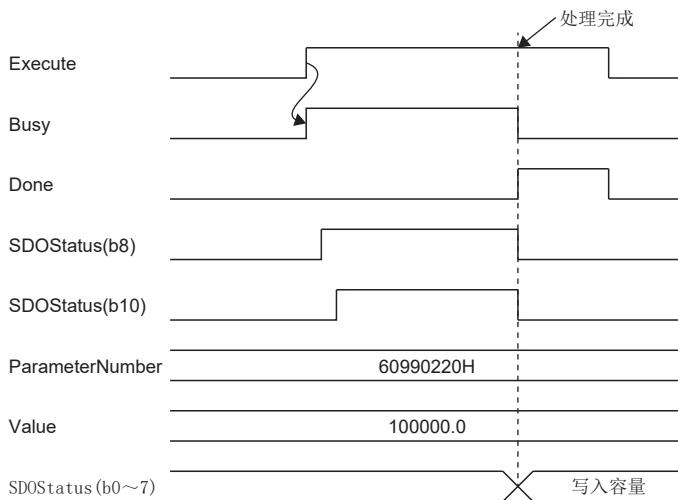 处理完成
Execute
Busy
Done
SDOStatus(b8)
SDOStatus(b10)
ParameterNumber 60990220H
Value 100000.0
SDOStatus(b0～7) 写入容量